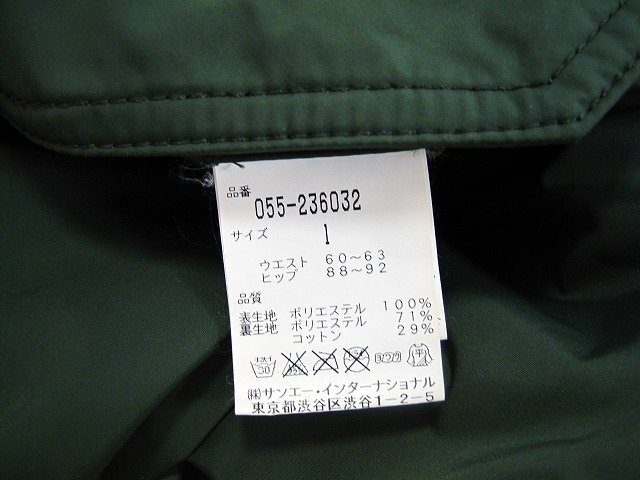 品番
055-236032
サイズ 1
ウエスト 60～63
ヒップ 88～92
品質
表生地 ポリエステル 100%
裏生地 ポリエステル 71%
コットン 29%
(株)サンエー・インターナショナル
東京都渋谷区渋谷1-2-5